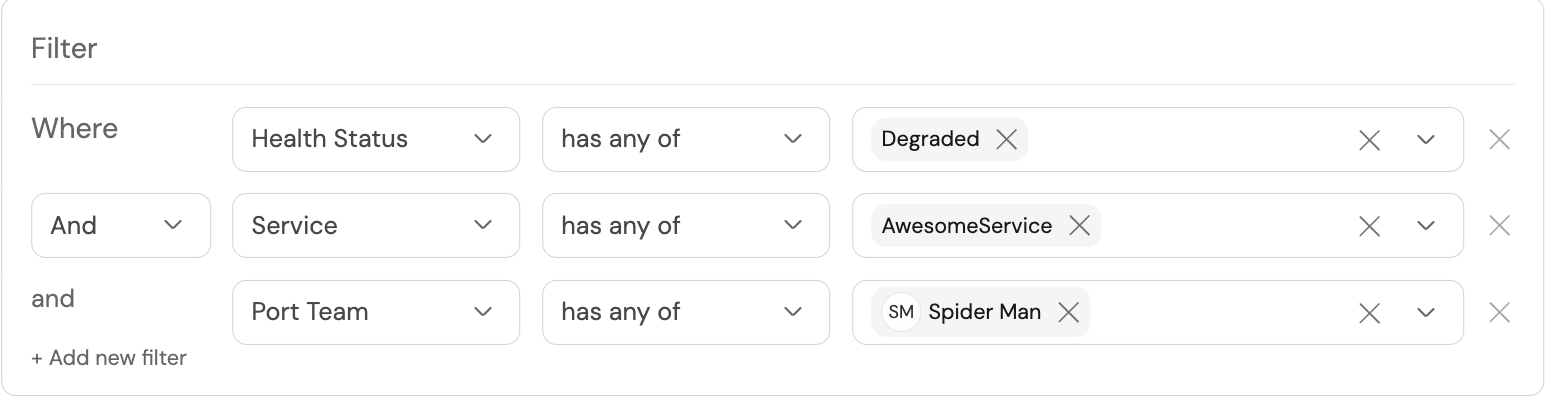 Filter
Where Health Status has any of Degraded
And Service has any of AwesomeService
and Port Team has any of SM Spider Man
+ Add new filter